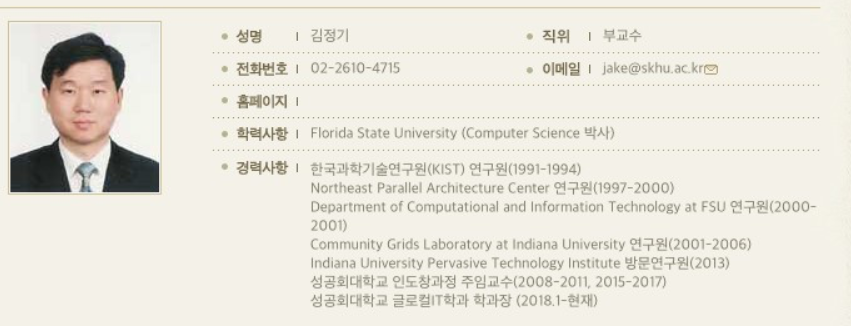 성명 김정기 직위 부교수
전화번호 02-2610-4715 이메일 jake@skhu.ac.kr
홈페이지
학력사항 Florida State University (Computer Science 박사)
경력사항 한국과학기술연구원(KIST) 연구원(1991-1994)
Northeast Parallel Architecture Center 연구원(1997-2000)
Department of Computational and Information Technology at FSU 연구원(2000-
2001)
Community Grids Laboratory at Indiana University 연구원(2001-2006)
Indiana University Pervasive Technology Institute 방문연구원(2013)
성공회대학교 인도창과정 주임교수(2008-2011, 2015-2017)
성공회대학교 글로컬IT학과 학과장 (2018.1-현재)